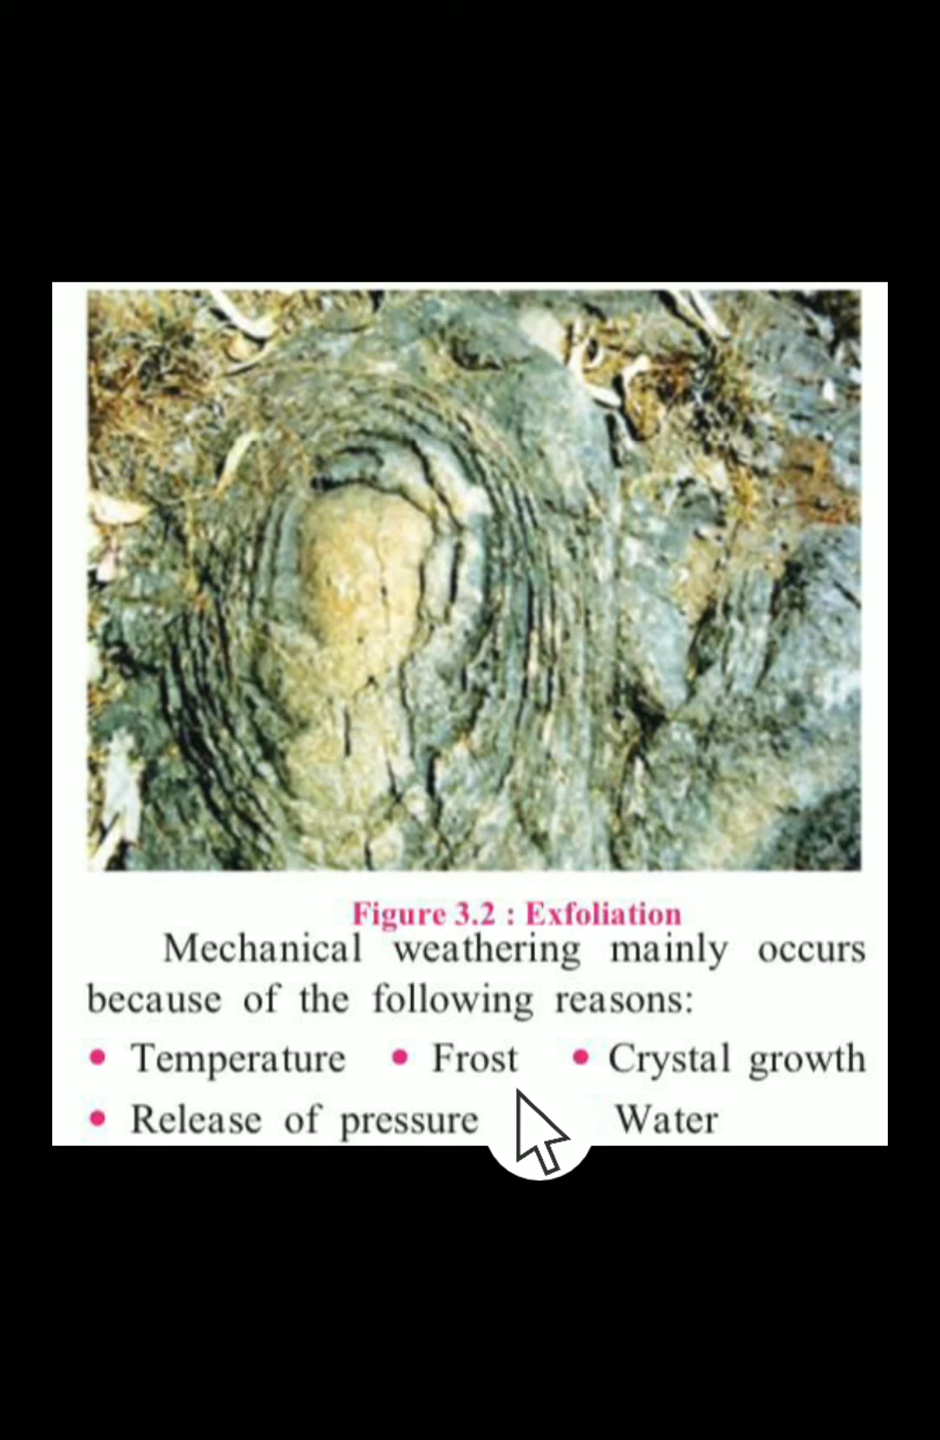 Figure 3.2 : Exfoliation
Mechanical weathering mainly occurs
because of the following reasons:
• Temperature • Frost • Crystal growth
• Release of pressure Water